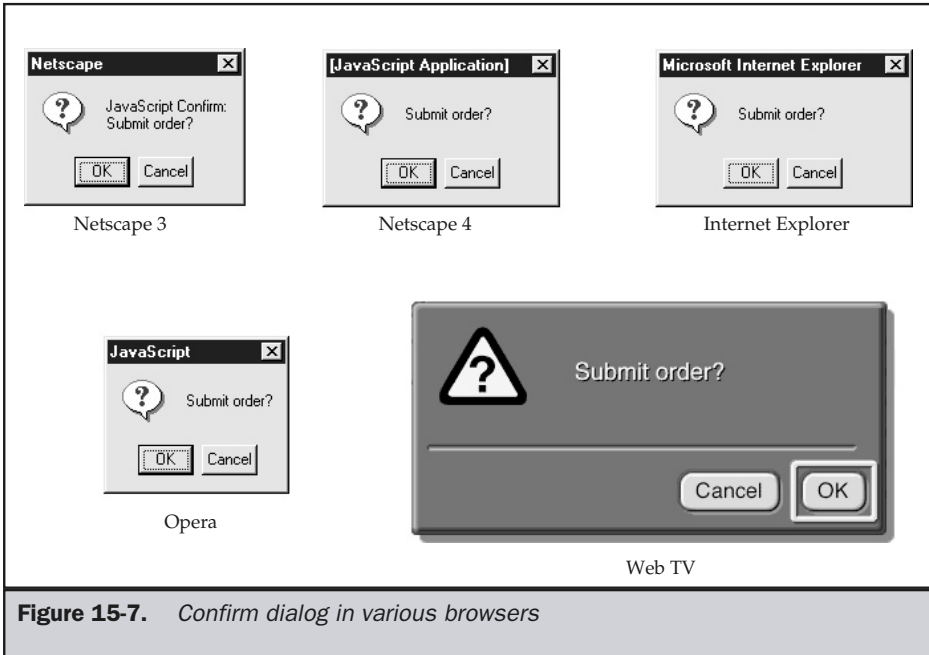 Netscape
JavaScript Confirm:
Submit order?
OK Cancel
Netscape 3
[JavaScript Application]
Submit order?
OK Cancel
Netscape 4
Microsoft Internet Explorer
Submit order?
OK Cancel
Internet Explorer
JavaScript
Submit order?
OK Cancel
Opera
Submit order?
Cancel OK
Web TV
Figure 15-7. Confirm dialog in various browsers